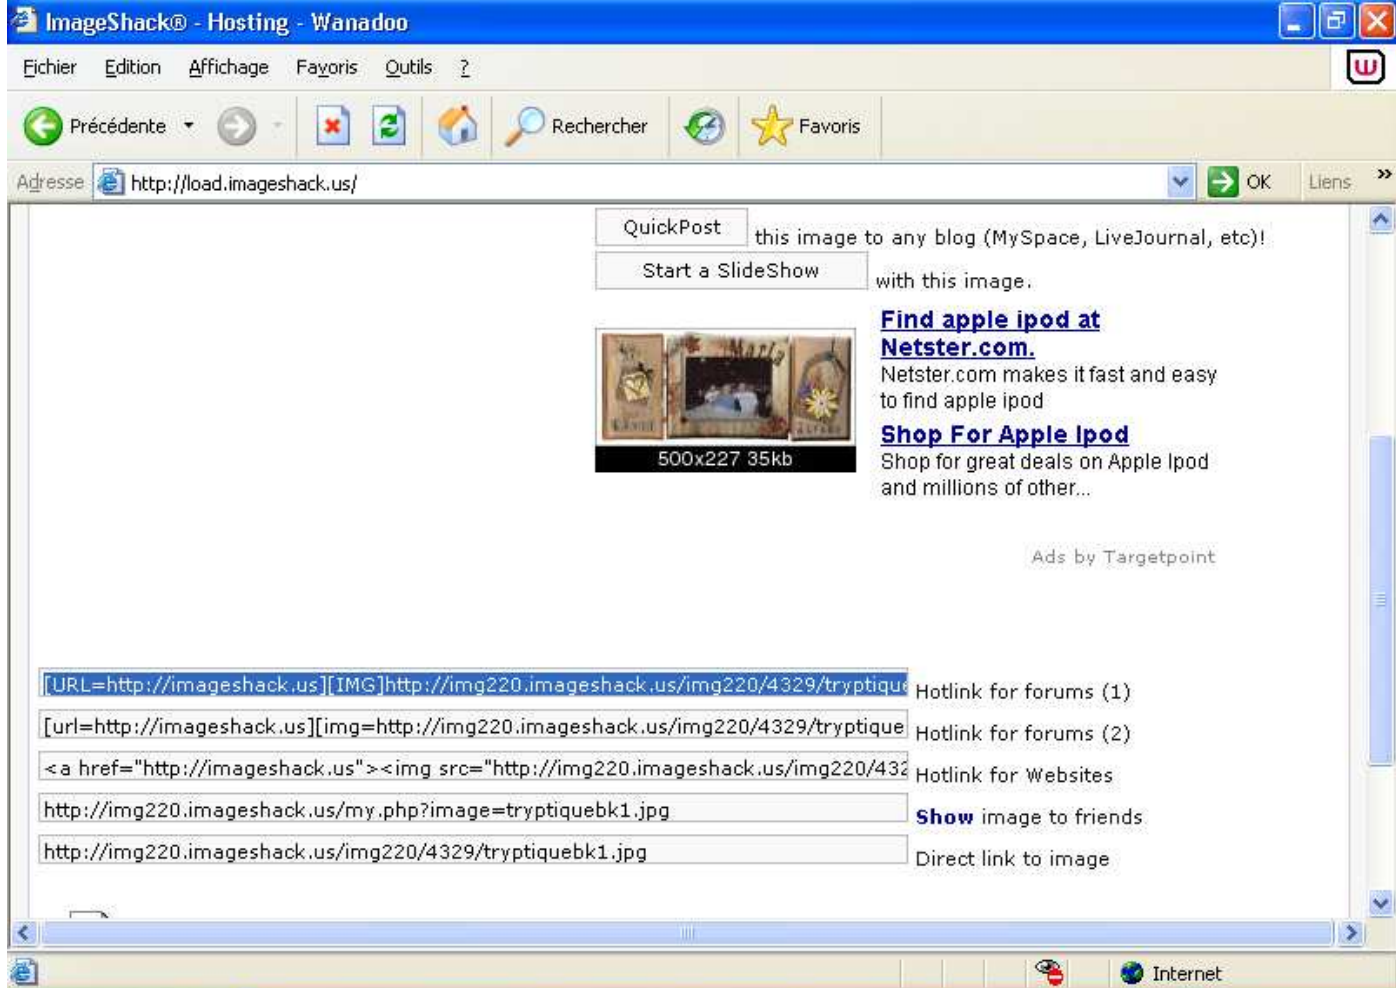 ImageShack® - Hosting - Wanadoo
Fichier Edition Affichage Favoris Outils ?
Précédente Rechercher Favoris
Adresse http://load.imageshack.us/ OK Liens »
QuickPost this image to any blog (MySpace, LiveJournal, etc)!
Start a SlideShow with this image.
Find apple ipod at
Netster.com.
Netster.com makes it fast and easy
to find apple ipod
Shop For Apple Ipod
Shop for great deals on Apple Ipod
and millions of other...
500x227 35kb
Ads by Targetpoint
[URL=http://imageshack.us][IMG]http://img220.imageshack.us/img220/4329/tryptique Hotlink for forums (1)
[url=http://imageshack.us][img=http://img220.imageshack.us/img220/4329/tryptique Hotlink for forums (2)
<a href="http://imageshack.us"><img src="http://img220.imageshack.us/img220/432 Hotlink for Websites
http://img220.imageshack.us/my.php?image=tryptiquebk1.jpg Show image to friends
http://img220.imageshack.us/img220/4329/tryptiquebk1.jpg Direct link to image
Internet